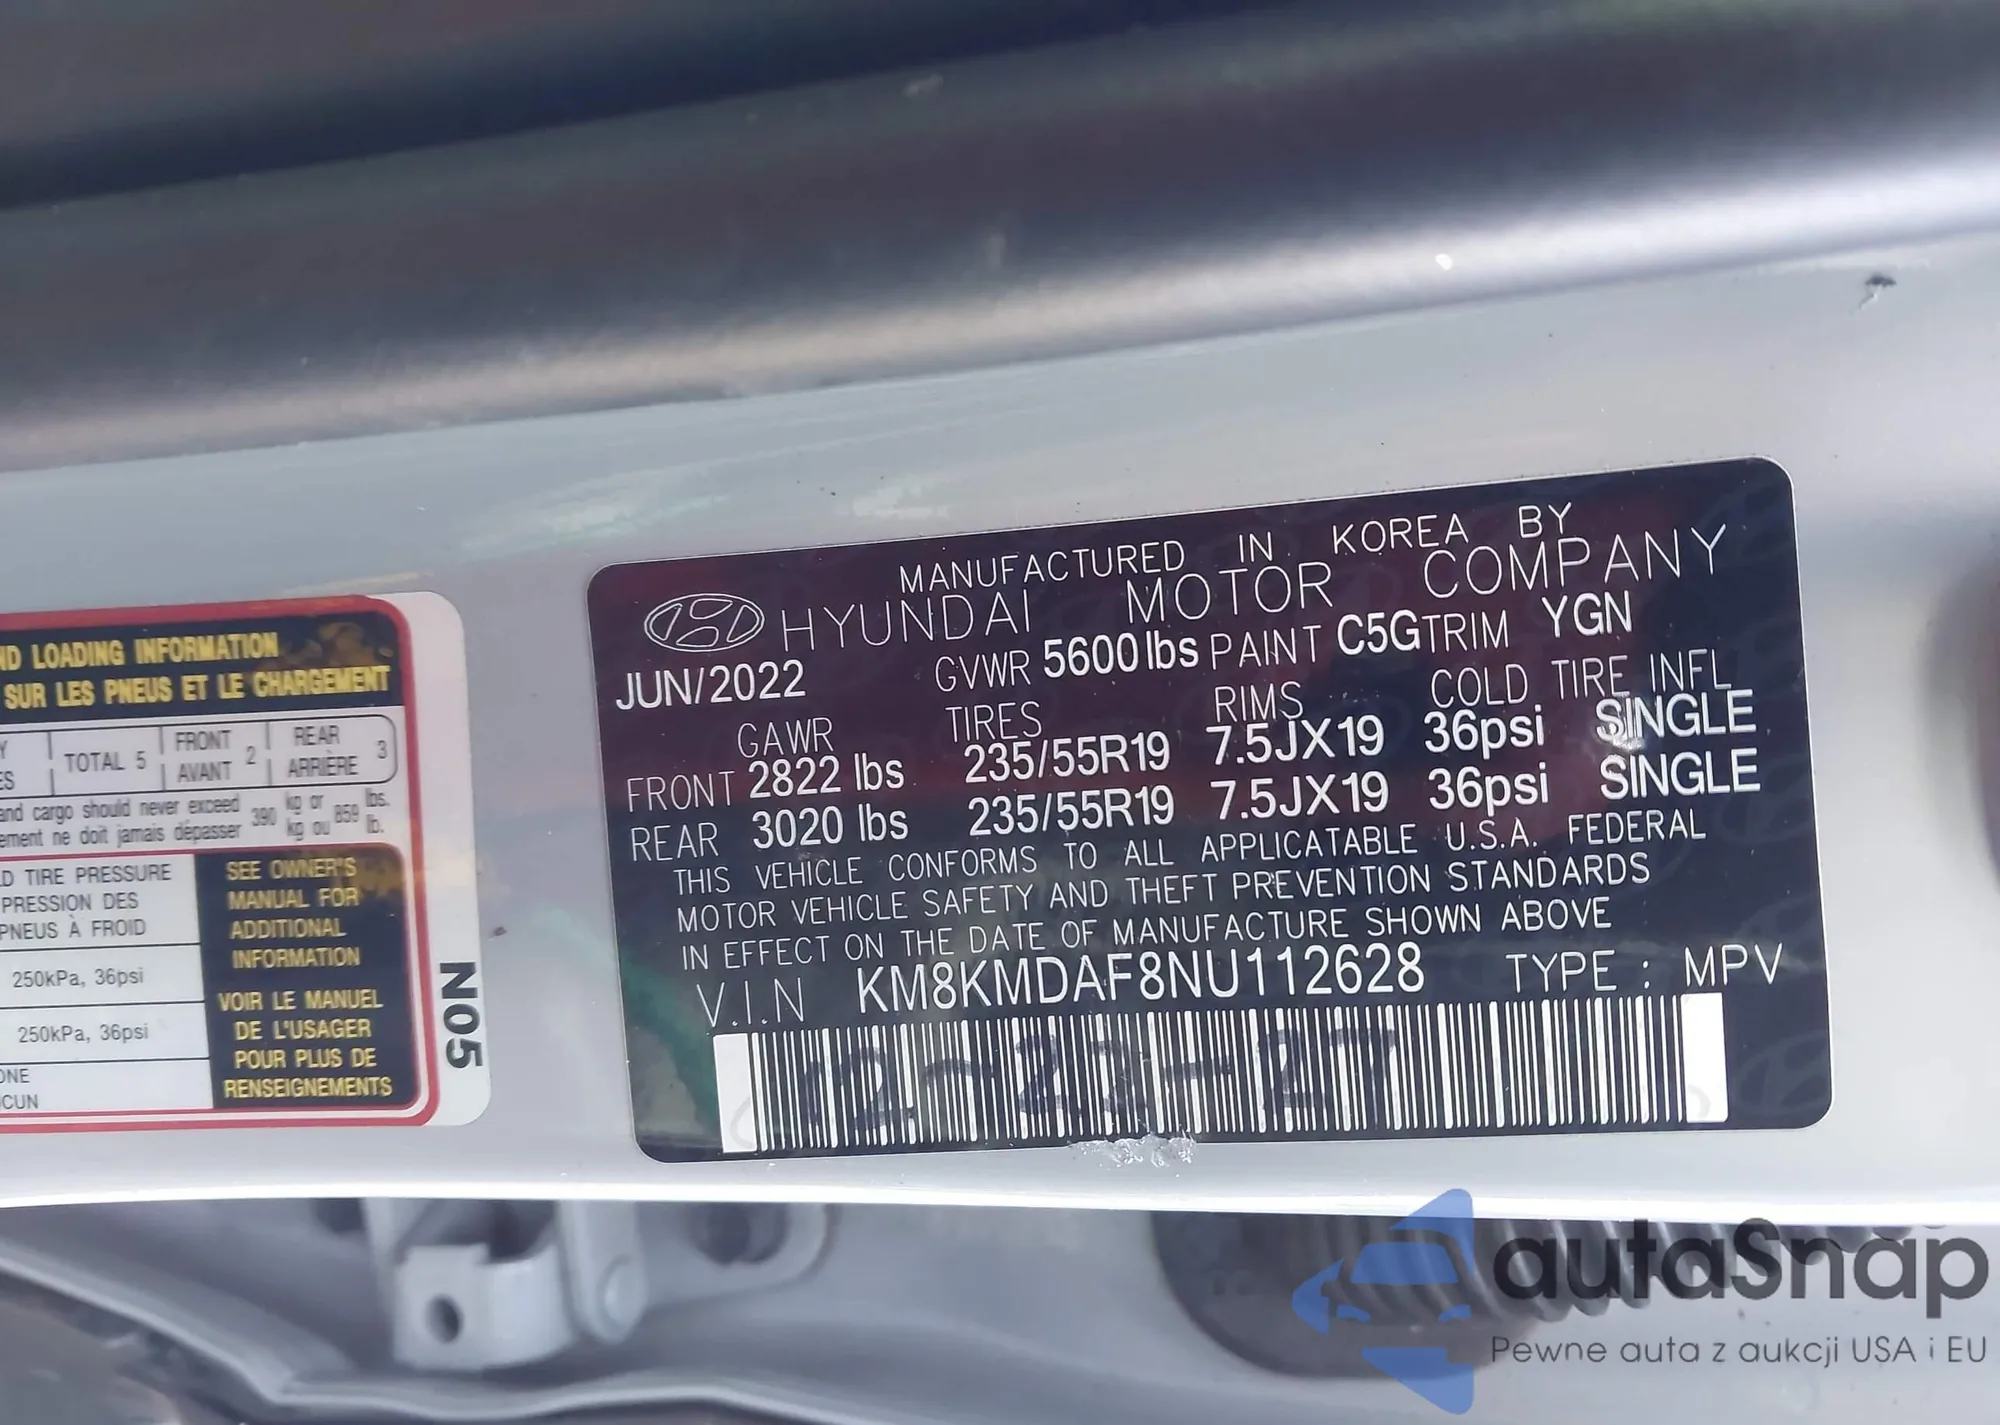 ND LOADING INFORMATION
SUR LES PNEUS ET LE CHARGEMENT
TOTAL 5
FRONT
AVANT
2
REAR
ARRIÈRE
3
and cargo should never exceed 390 kg or 859 lbs.
ement ne doit jamais dépasser kg ou lb.
D TIRE PRESSURE
PRESSION DES
PNEUS À FROID
250kPa, 36psi
250kPa, 36psi
ONE
CUN
SEE OWNER'S
MANUAL FOR
ADDITIONAL
INFORMATION
VOIR LE MANUEL
DE L'USAGER
POUR PLUS DE
RENSEIGNEMENTS
N05
MANUFACTURED IN KOREA BY
HYUNDAI MOTOR COMPANY
JUN/2022 GVWR 5600lbs PAINT C5G TRIM YGN
GAWR TIRES RIMS COLD TIRE INFL
FRONT 2822 lbs 235/55R19 7.5JX19 36psi SINGLE
REAR 3020 lbs 235/55R19 7.5JX19 36psi SINGLE
THIS VEHICLE CONFORMS TO ALL APPLICATABLE U.S.A. FEDERAL
MOTOR VEHICLE SAFETY AND THEFT PREVENTION STANDARDS
IN EFFECT ON THE DATE OF MANUFACTURE SHOWN ABOVE
V.I.N KM8KMDAF8NU112628 TYPE : MPV
autaSnap
Pewne auta z aukcji USA i EU